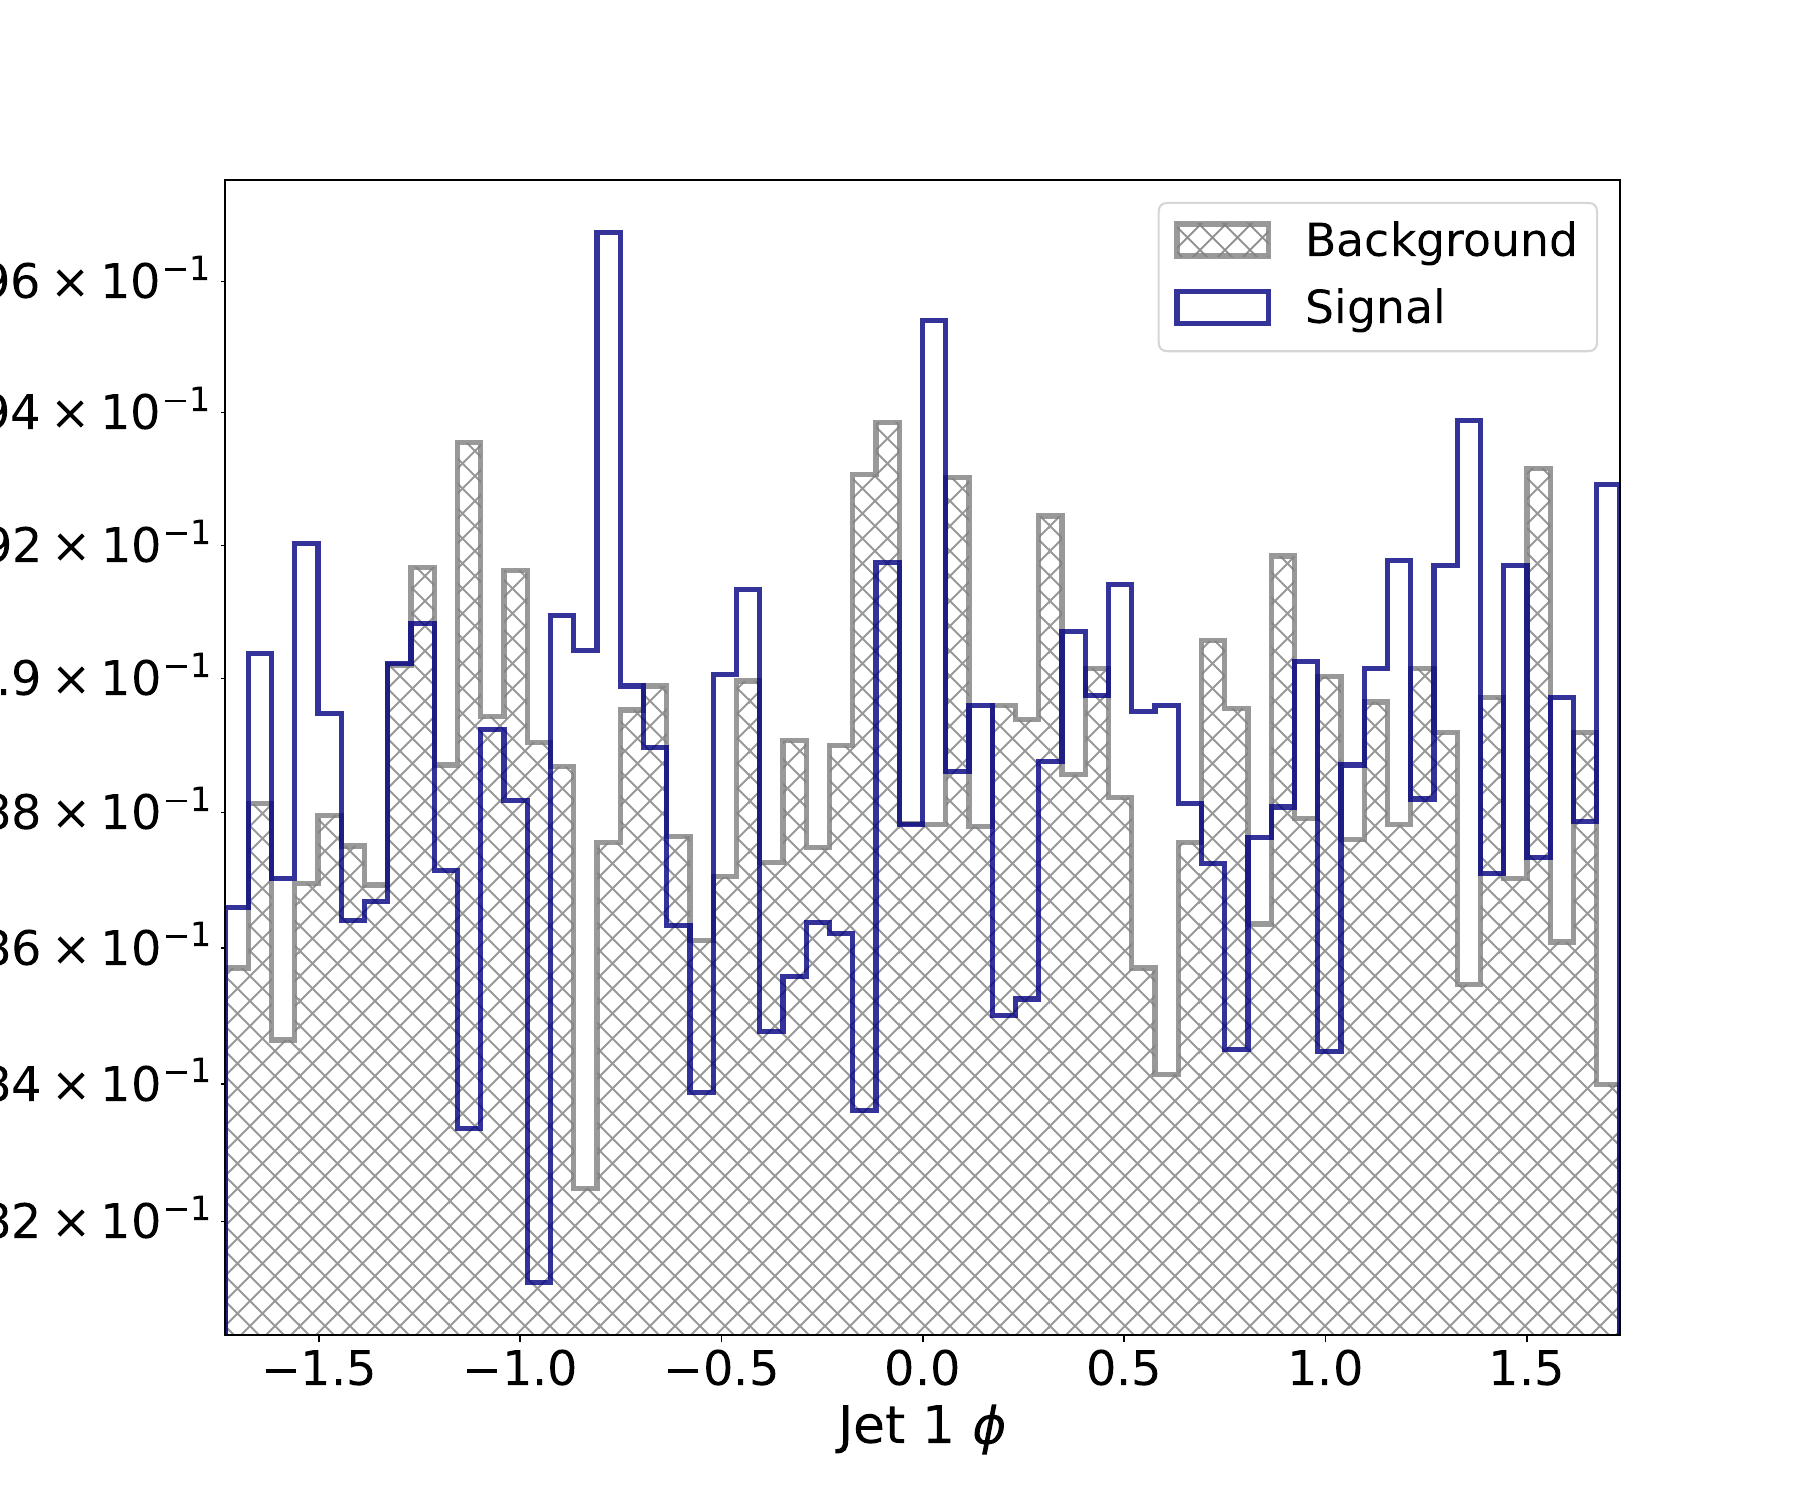 Background
Signal
96 × 10⁻¹
94 × 10⁻¹
92 × 10⁻¹
.9 × 10⁻¹
88 × 10⁻¹
86 × 10⁻¹
84 × 10⁻¹
82 × 10⁻¹
−1.5 −1.0 −0.5 0.0 0.5 1.0 1.5
Jet 1 ϕ